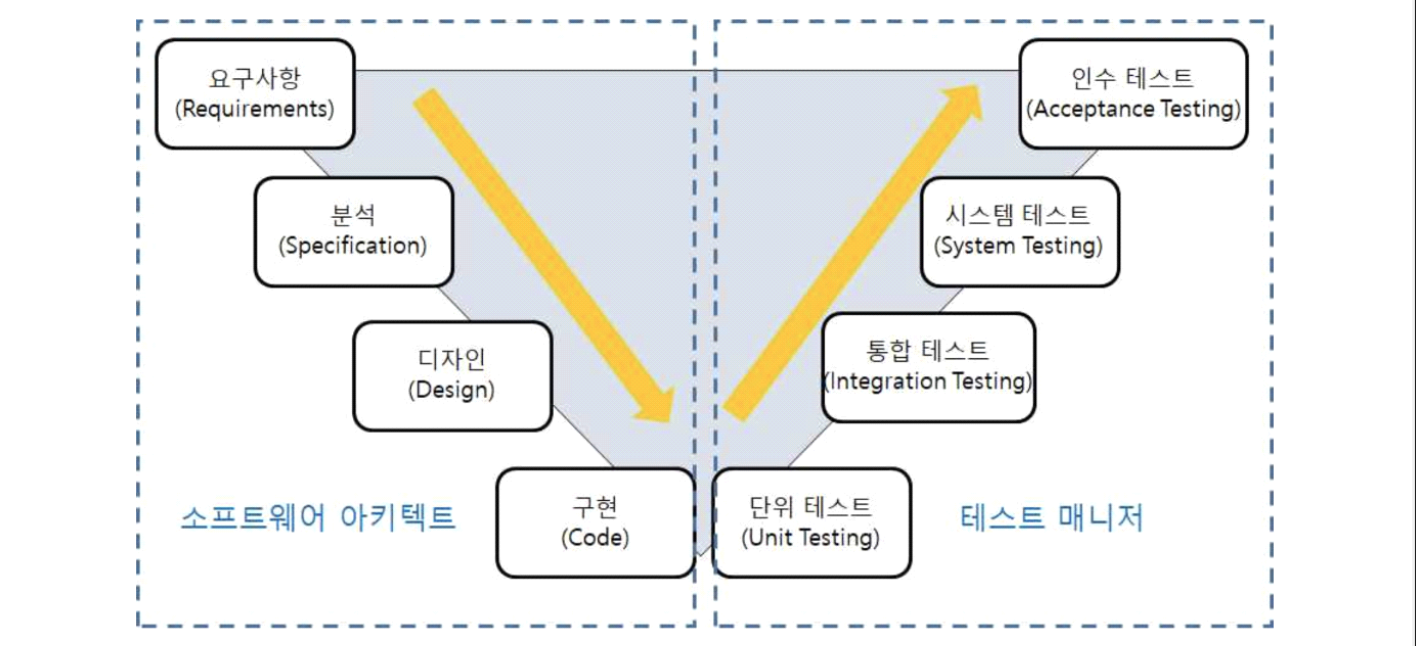 요구사항
(Requirements)
인수 테스트
(Acceptance Testing)
분석
(Specification)
시스템 테스트
(System Testing)
디자인
(Design)
통합 테스트
(Integration Testing)
구현
(Code)
단위 테스트
(Unit Testing)
소프트웨어 아키텍트
테스트 매니저